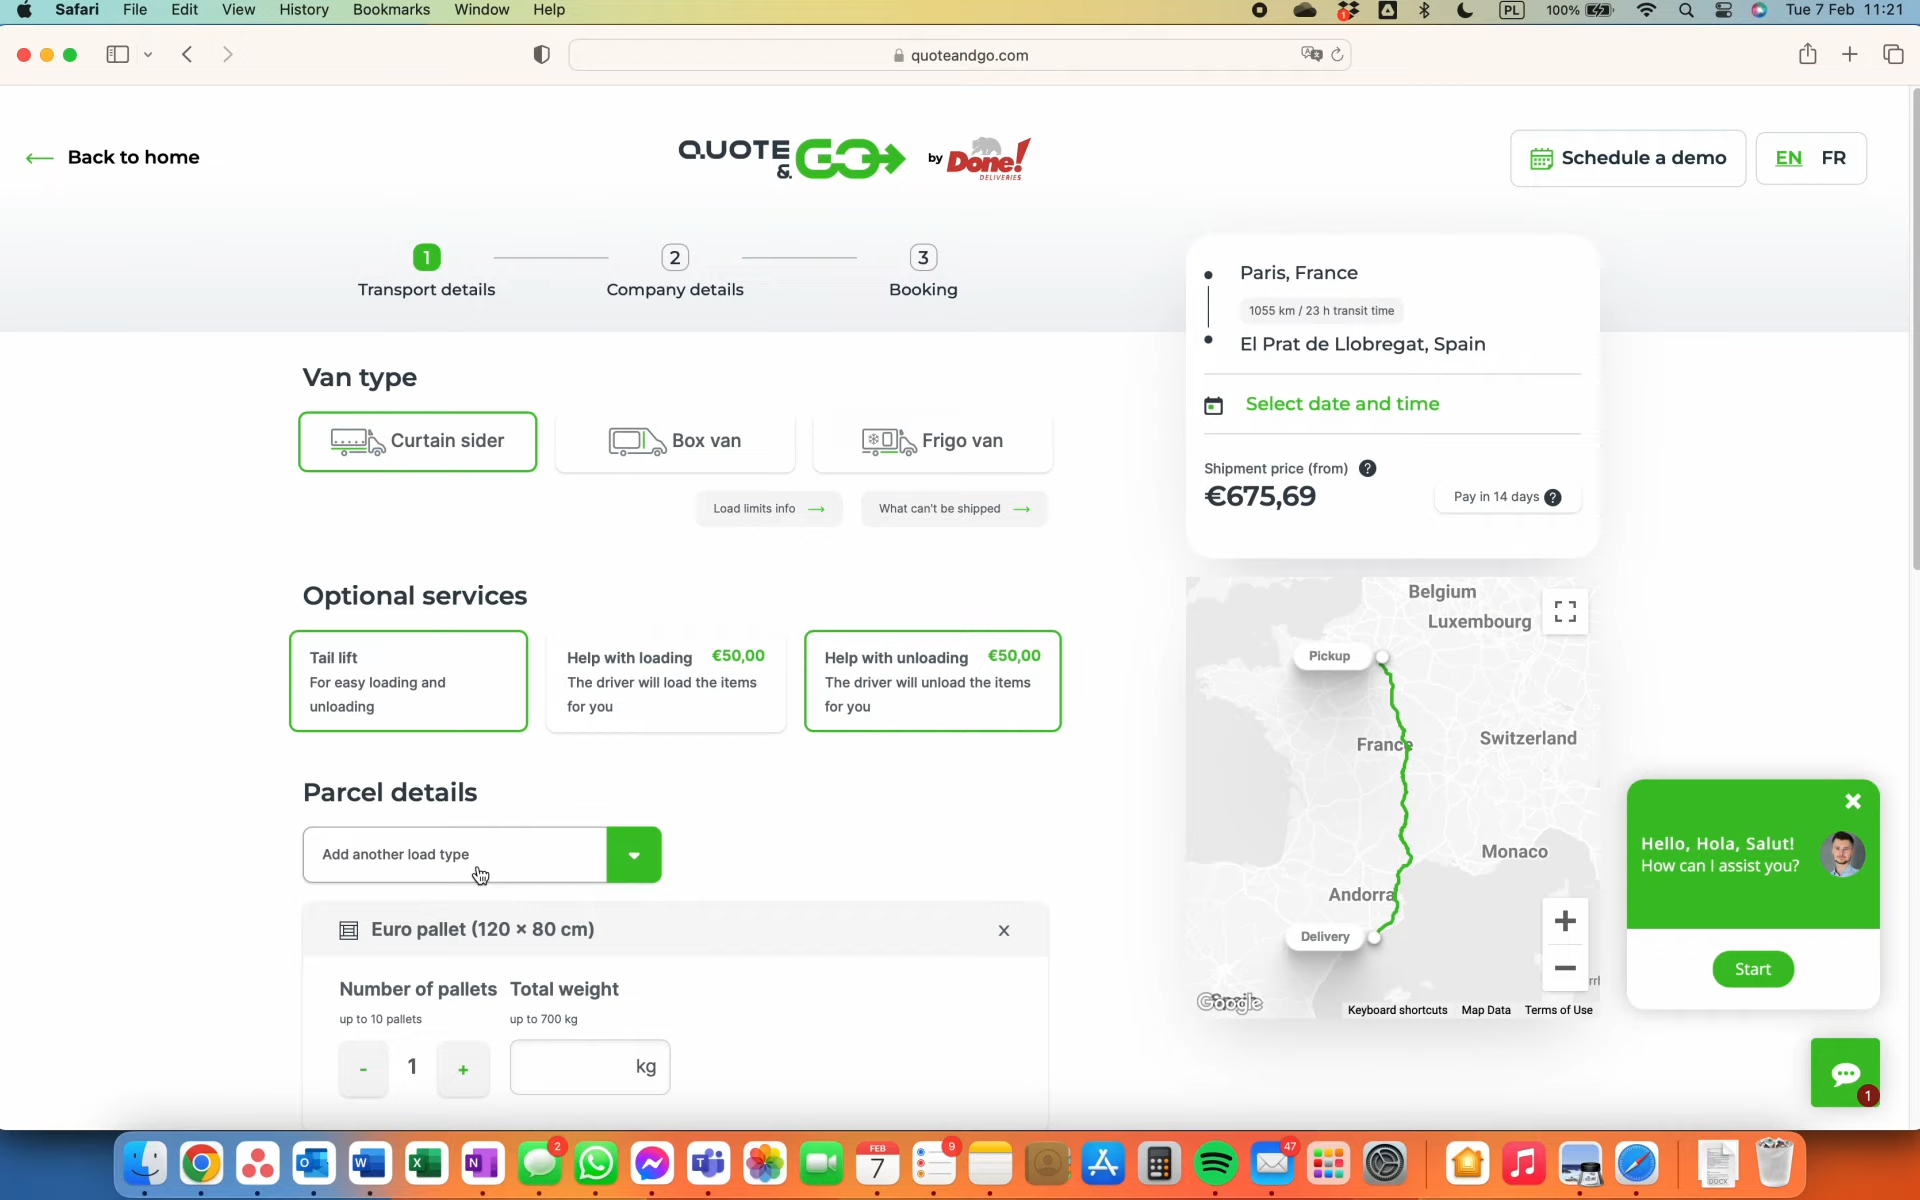 Safari File Edit View History Bookmarks Window Help
1
PL 100% Tue 7 Feb 11:21
quoteandgo.com
Back to home
QUOTE & GO by Done! DELIVERIES
Schedule a demo
EN FR
1 2 3
Transport details Company details Booking
Paris, France
1055 km / 23 h transit time
El Prat de Llobregat, Spain
Select date and time
Shipment price (from) ?
€675,69
Pay in 14 days ?
Van type
Curtain sider Box van Frigo van
Load limits info What can't be shipped
Optional services
Tail lift
For easy loading and
unloading
Help with loading €50,00
The driver will load the items
for you
Help with unloading €50,00
The driver will unload the items
for you
Parcel details
Add another load type
Euro pallet (120 × 80 cm)
Number of pallets Total weight
up to 10 pallets up to 700 kg
- 1 + kg
Belgium
Luxembourg
Pickup
France
Switzerland
Monaco
Andorra
Delivery
Google
Keyboard shortcuts Map Data Terms of Use
Hello, Hola, Salut!
How can I assist you?
Start
1
2
FEB
7
9
47
DOCX